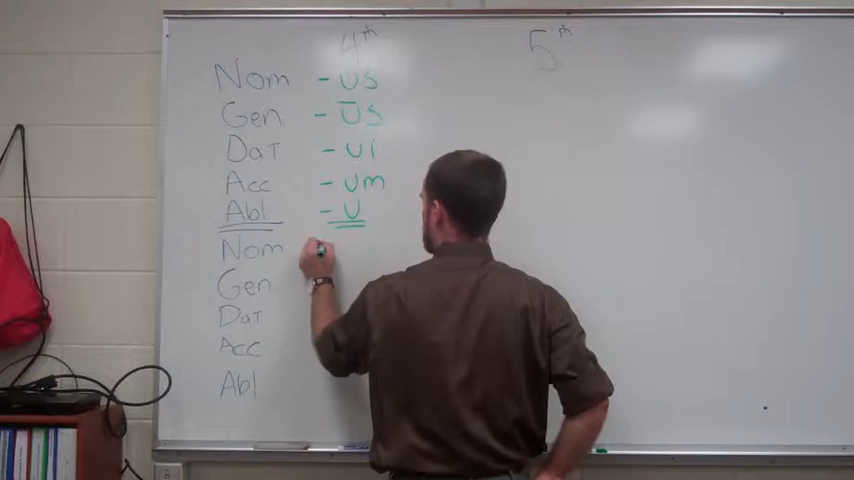 4th 5th
Nom - us
Gen - ūs
Dat - ui
Acc - um
Abl - u
Nom
Gen
Dat
Acc
Abl